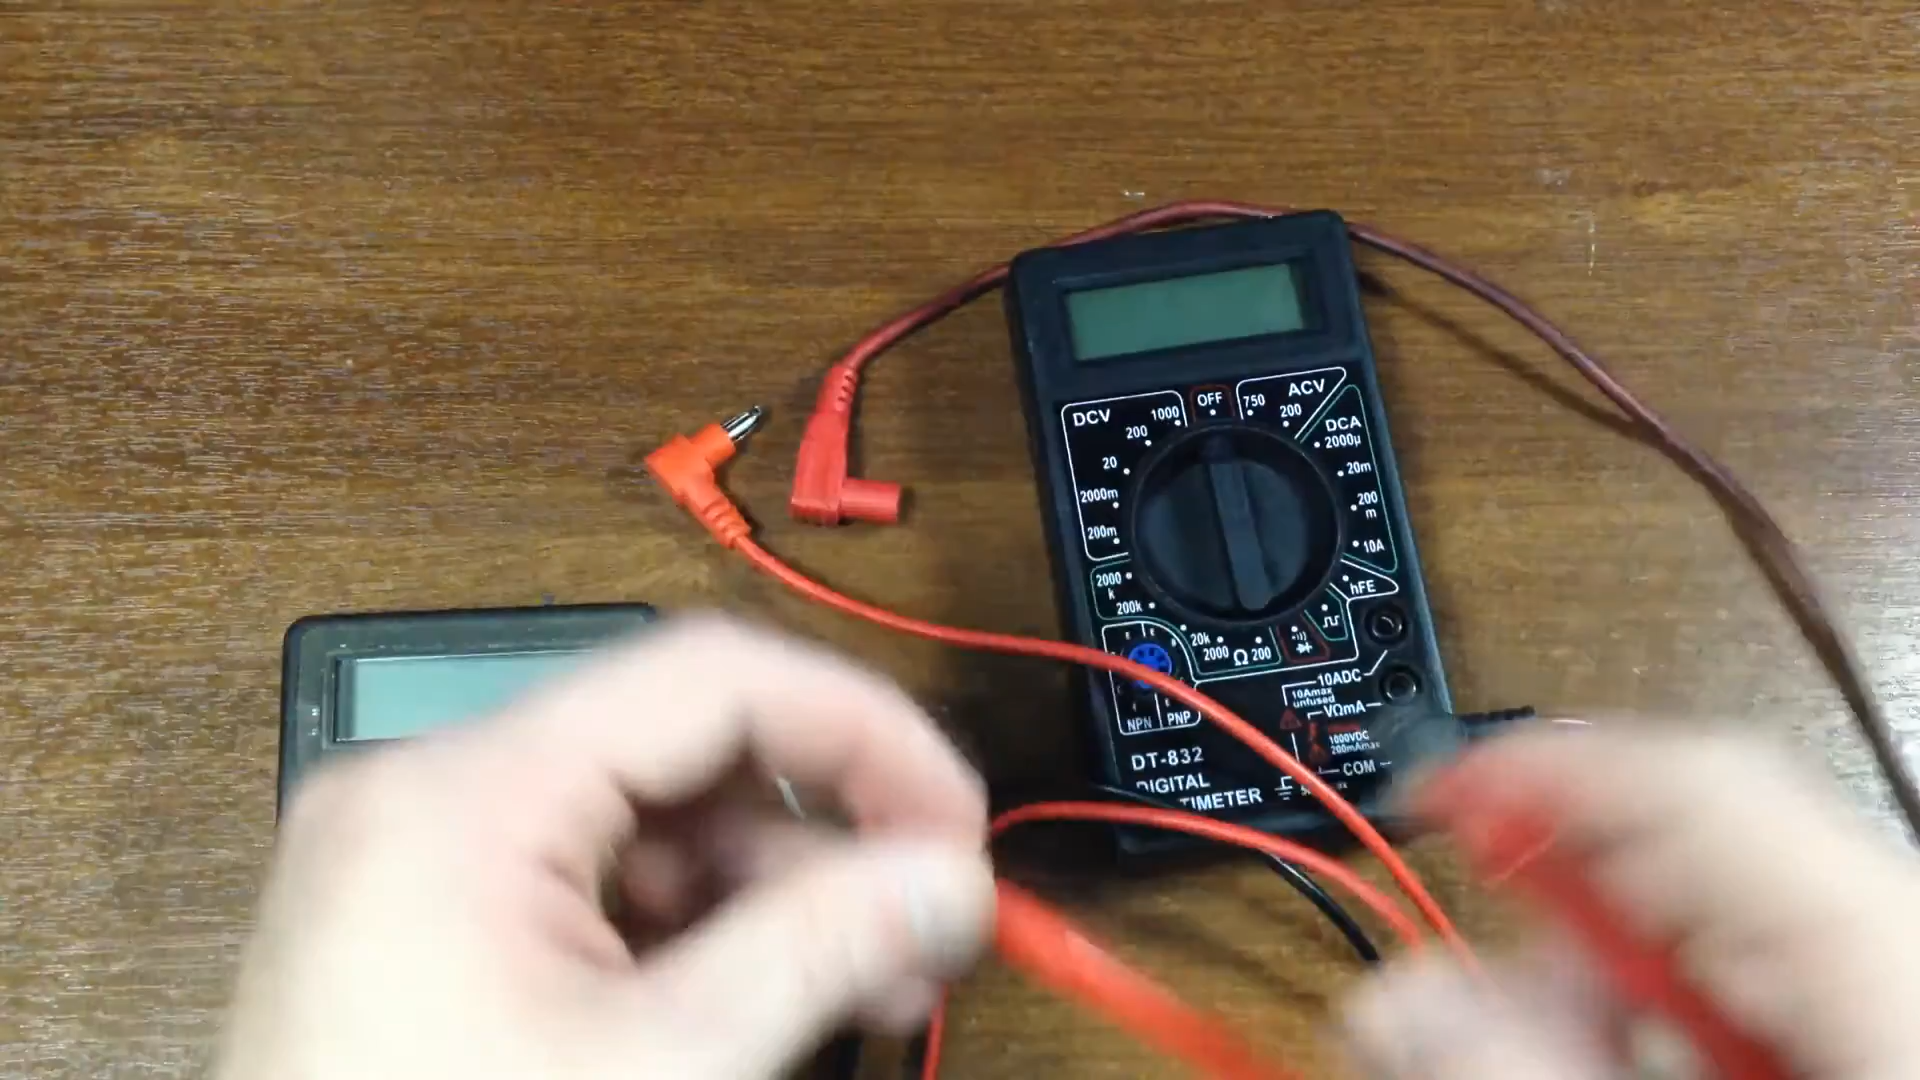 OFF
750
ACV
200
DCV
1000
200
20
2000m
200m
DCA
2000µ
20m
200
m
10A
hFE
2000
k
200k
20k
2000
Ω
200
E
E
NPN
PNP
10ADC
10Amax
unfused
VΩmA
1000VDC
200mAmax
COM
DT-832
DIGITAL
TIMETER